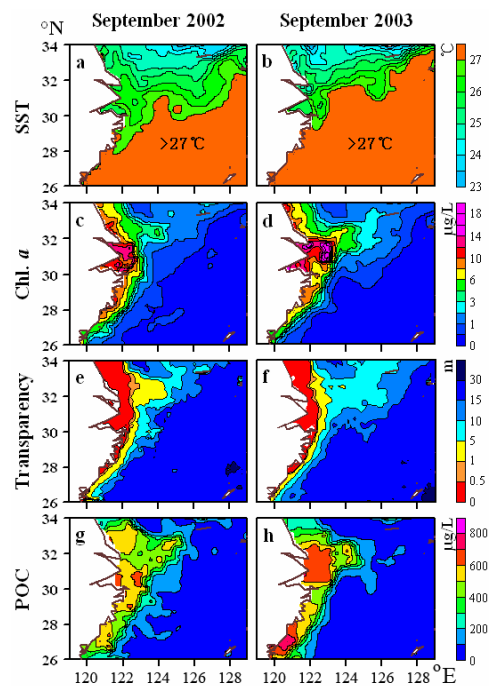 September 2002 September 2003
°N
34
32
30
28
26
SST
a
>27℃
b
>27℃
℃
27
26
25
24
23
34
32
30
28
26
Chl. a
c
d
µg/L
18
14
10
6
3
1
0
34
32
30
28
26
Transparency
e
f
m
30
15
10
5
1
0.5
0
34
32
30
28
26
POC
g
h
µg/L
800
600
400
200
0
120 122 124 126 128 120 122 124 126 128 °E